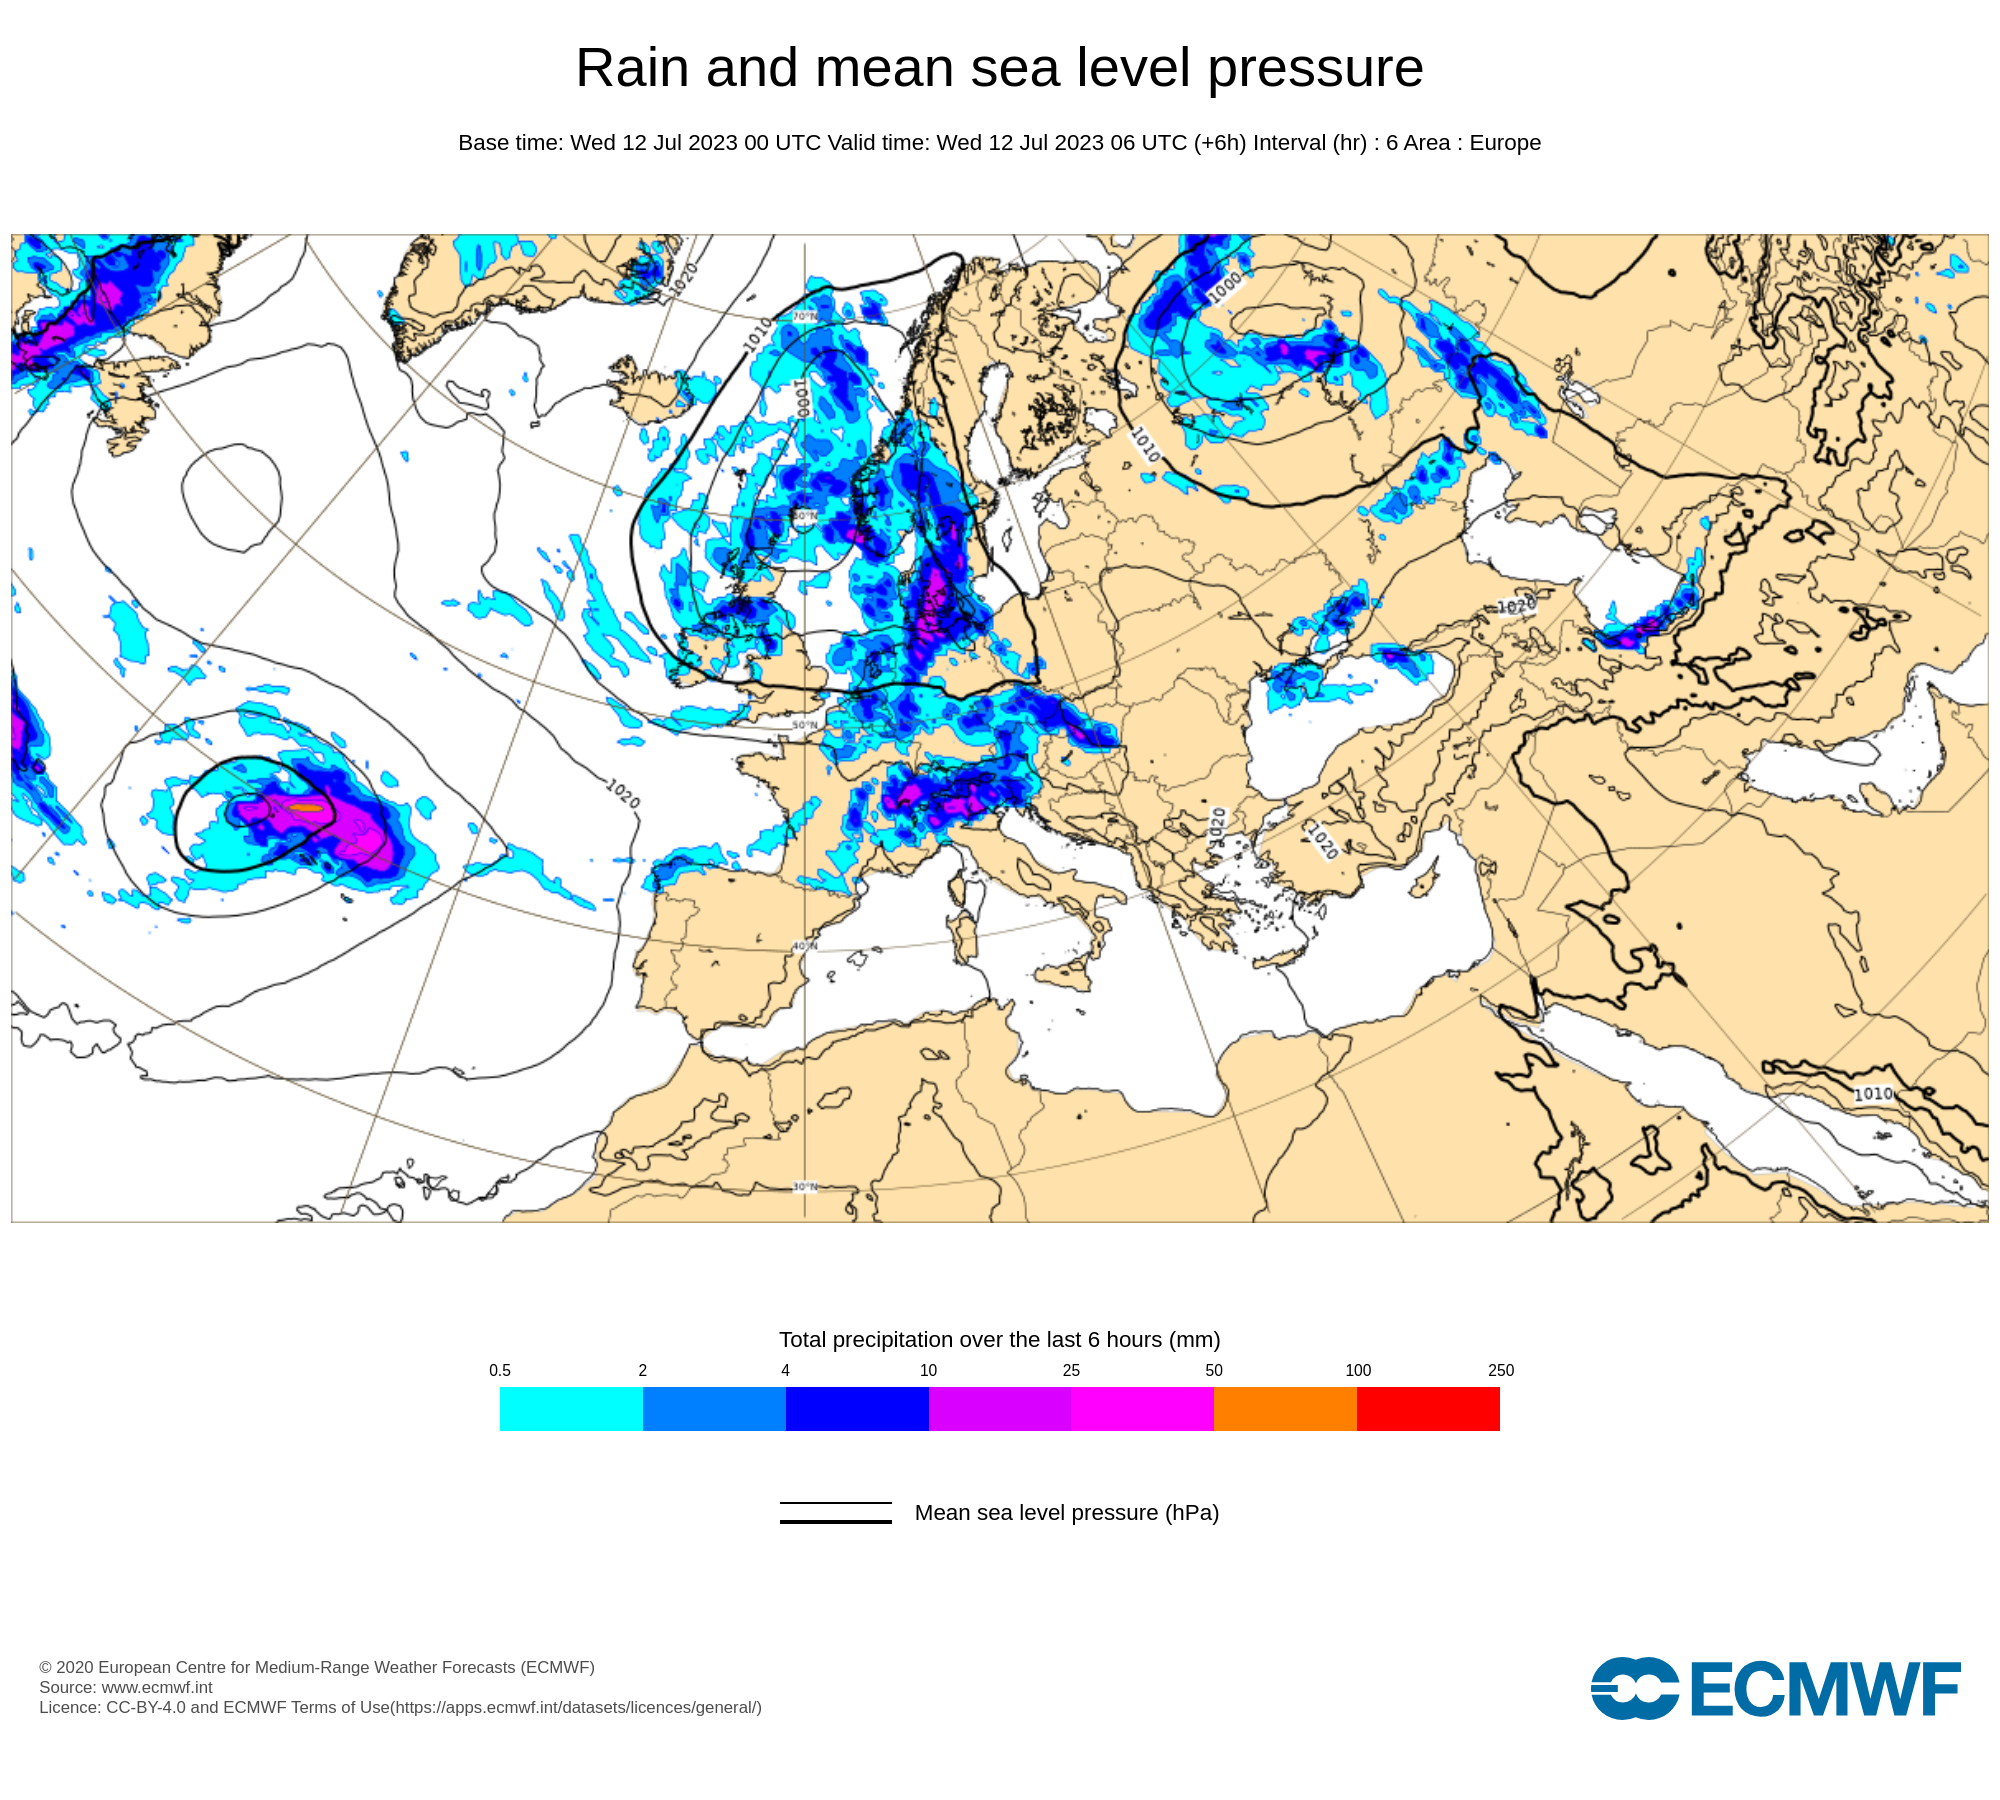 Rain and mean sea level pressure
Base time: Wed 12 Jul 2023 00 UTC Valid time: Wed 12 Jul 2023 06 UTC (+6h) Interval (hr) : 6 Area : Europe
1020
1000
1010
70°N
1000
1010
60°N
1020
50°N
1020
1020
1020
40°N
1010
30°N
Total precipitation over the last 6 hours (mm)
0.5 2 4 10 25 50 100 250
Mean sea level pressure (hPa)
© 2020 European Centre for Medium-Range Weather Forecasts (ECMWF)
Source: www.ecmwf.int
Licence: CC-BY-4.0 and ECMWF Terms of Use(https://apps.ecmwf.int/datasets/licences/general/)
ECMWF